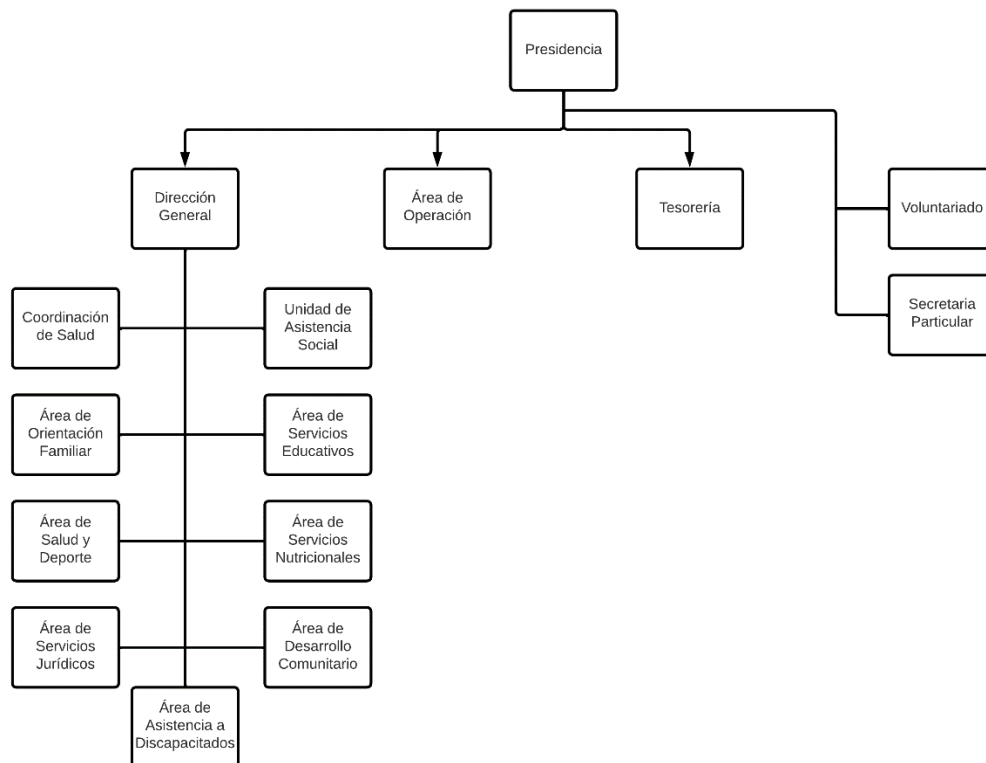 Presidencia
Dirección
General
Área de
Operación
Tesorería
Voluntariado
Secretaria
Particular
Coordinación
de Salud
Unidad de
Asistencia
Social
Área de
Orientación
Familiar
Área de
Servicios
Educativos
Área de
Salud y
Deporte
Área de
Servicios
Nutricionales
Área de
Servicios
Jurídicos
Área de
Desarrollo
Comunitario
Área de
Asistencia a
Discapacitados